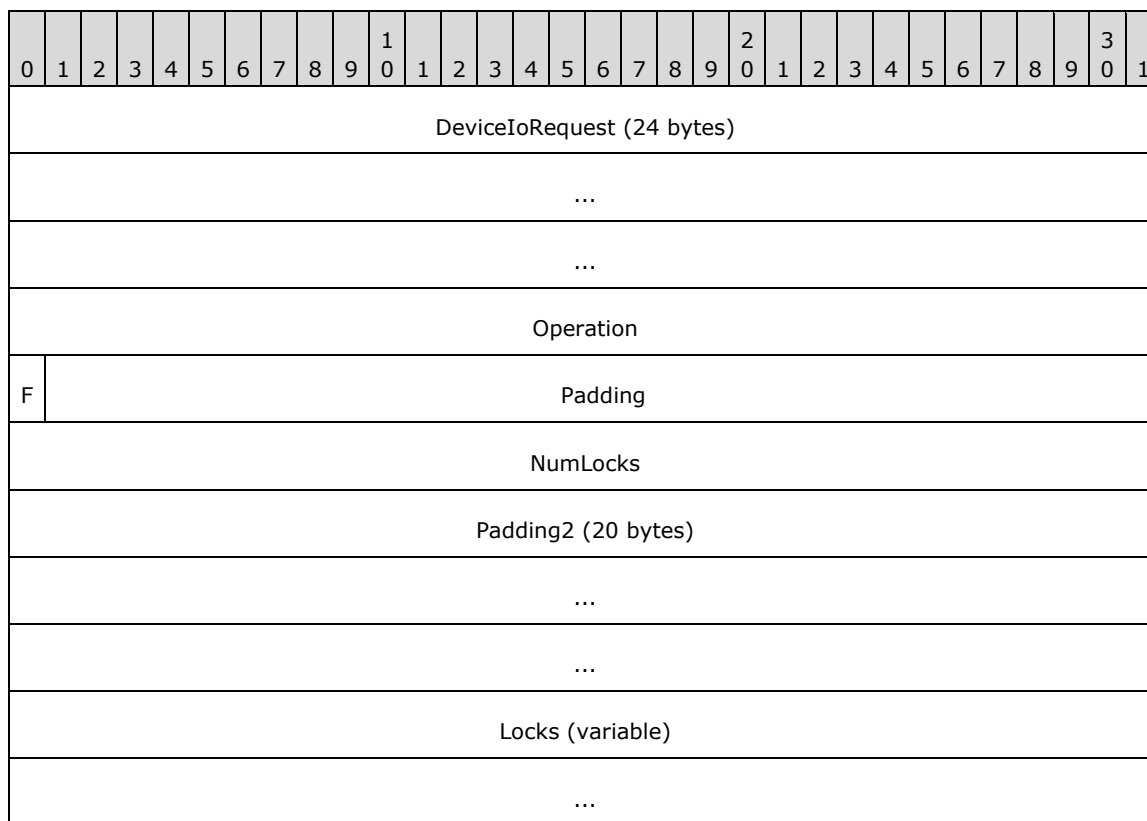 1 2 3
0 1 2 3 4 5 6 7 8 9 0 1 2 3 4 5 6 7 8 9 0 1 2 3 4 5 6 7 8 9 0 1
DeviceIoRequest (24 bytes)
...
...
Operation
F Padding
NumLocks
Padding2 (20 bytes)
...
...
Locks (variable)
...